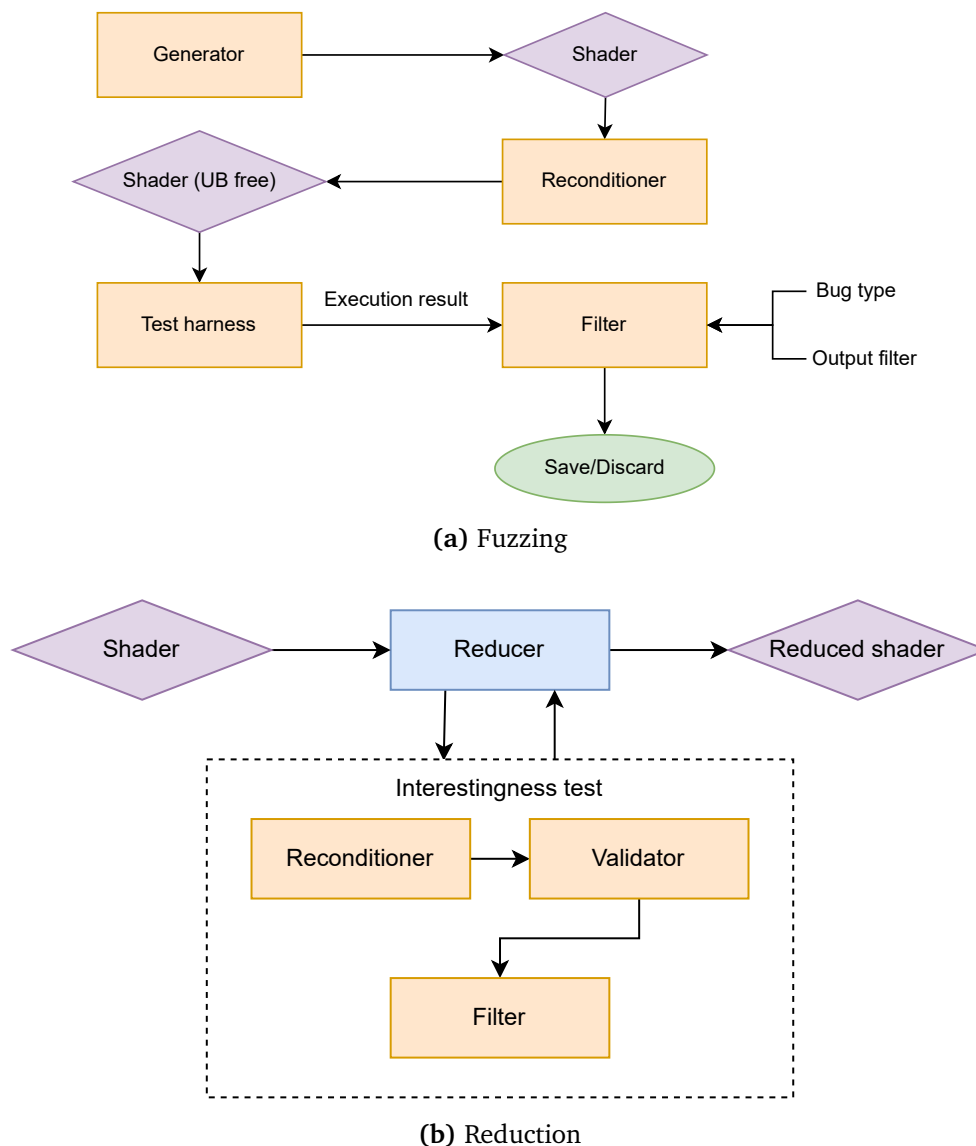 Generator
Shader
Shader (UB free)
Reconditioner
Test harness
Execution result
Filter
Bug type
Output filter
Save/Discard
(a) Fuzzing
Shader
Reducer
Reduced shader
Interestingness test
Reconditioner
Validator
Filter
(b) Reduction